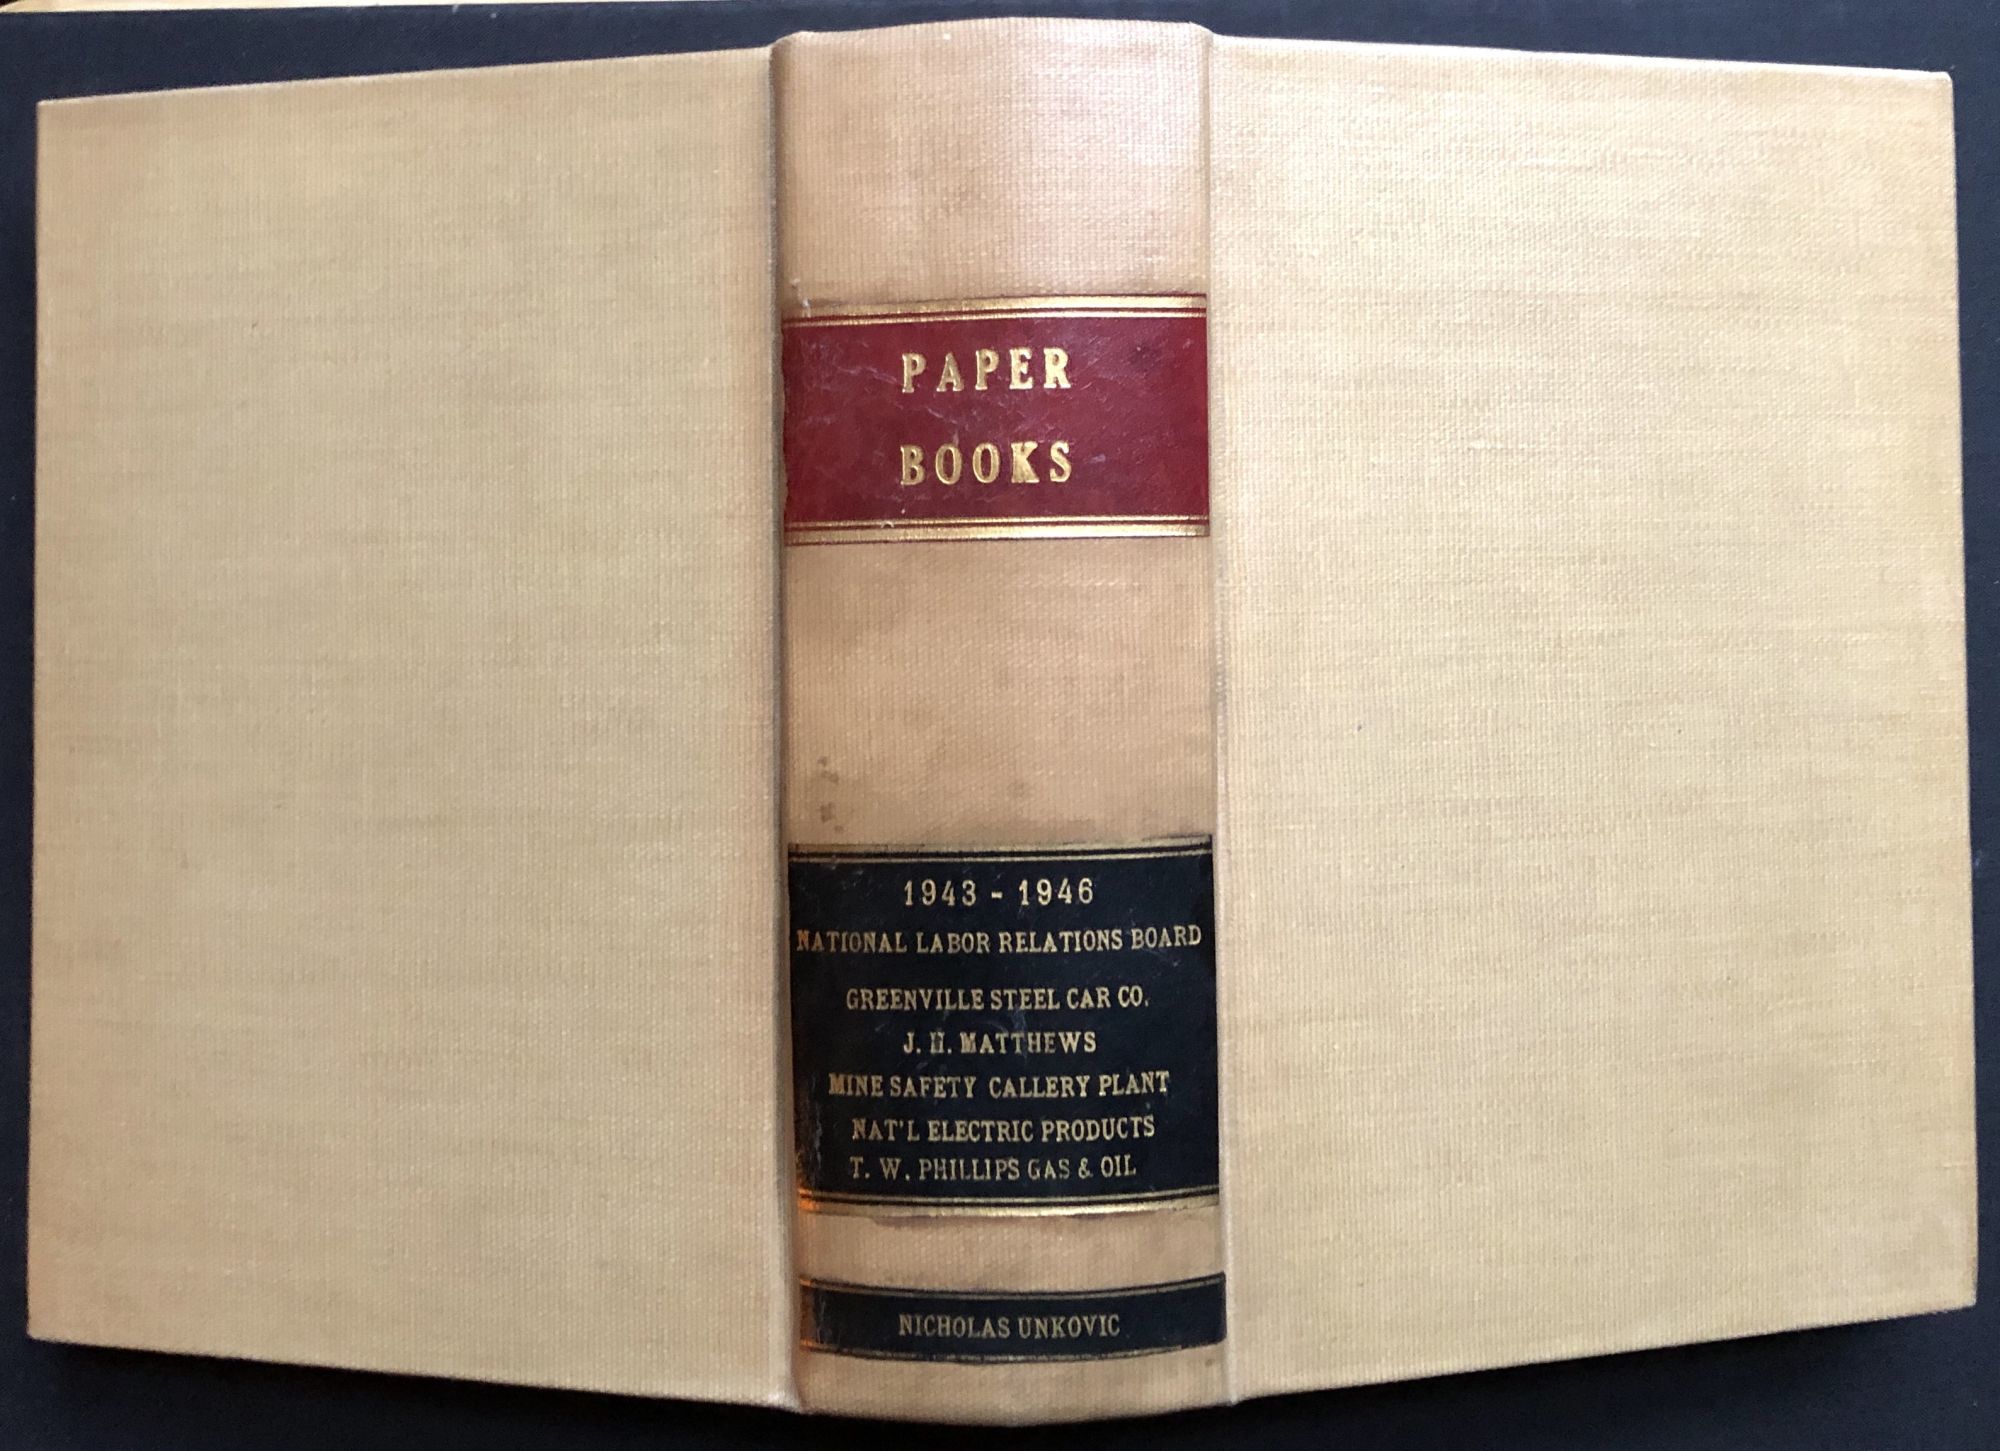 PAPER
BOOKS
1943 - 1946
NATIONAL LABOR RELATIONS BOARD
GREENVILLE STEEL CAR CO.
J. H. MATTHEWS
MINE SAFETY CALLERY PLANT
NAT'L ELECTRIC PRODUCTS
T. W. PHILLIPS GAS & OIL
NICHOLAS UNKOVIC